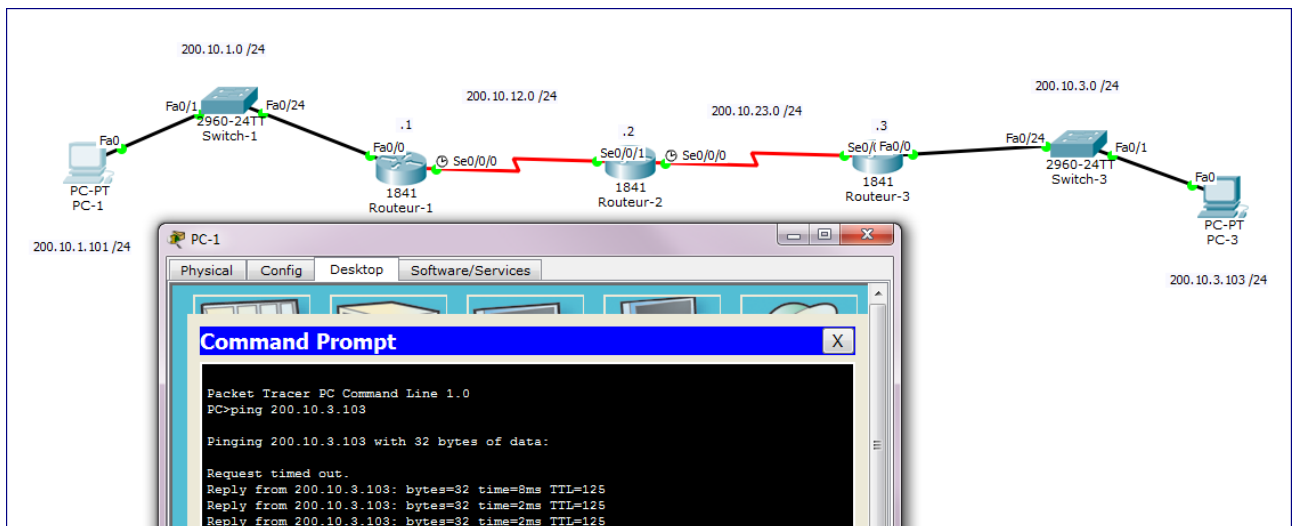 200.10.1.0 /24
200.10.12.0 /24
200.10.23.0 /24
200.10.3.0 /24
Fa0/1
Fa0/24
2960-24TT
Switch-1
Fa0
PC-PT
PC-1
200.10.1.101 /24
.1
Fa0/0
Se0/0/0
1841
Routeur-1
.2
Se0/0/1
Se0/0/0
1841
Routeur-2
.3
Se0/( Fa0/0
1841
Routeur-3
Fa0/24
Fa0/1
2960-24TT
Switch-3
Fa0
PC-PT
PC-3
200.10.3.103 /24
PC-1
Physical Config Desktop Software/Services
Command Prompt
X
Packet Tracer PC Command Line 1.0
PC>ping 200.10.3.103
Pinging 200.10.3.103 with 32 bytes of data:
Request timed out.
Reply from 200.10.3.103: bytes=32 time=8ms TTL=125
Reply from 200.10.3.103: bytes=32 time=2ms TTL=125
Reply from 200.10.3.103: bytes=32 time=2ms TTL=125